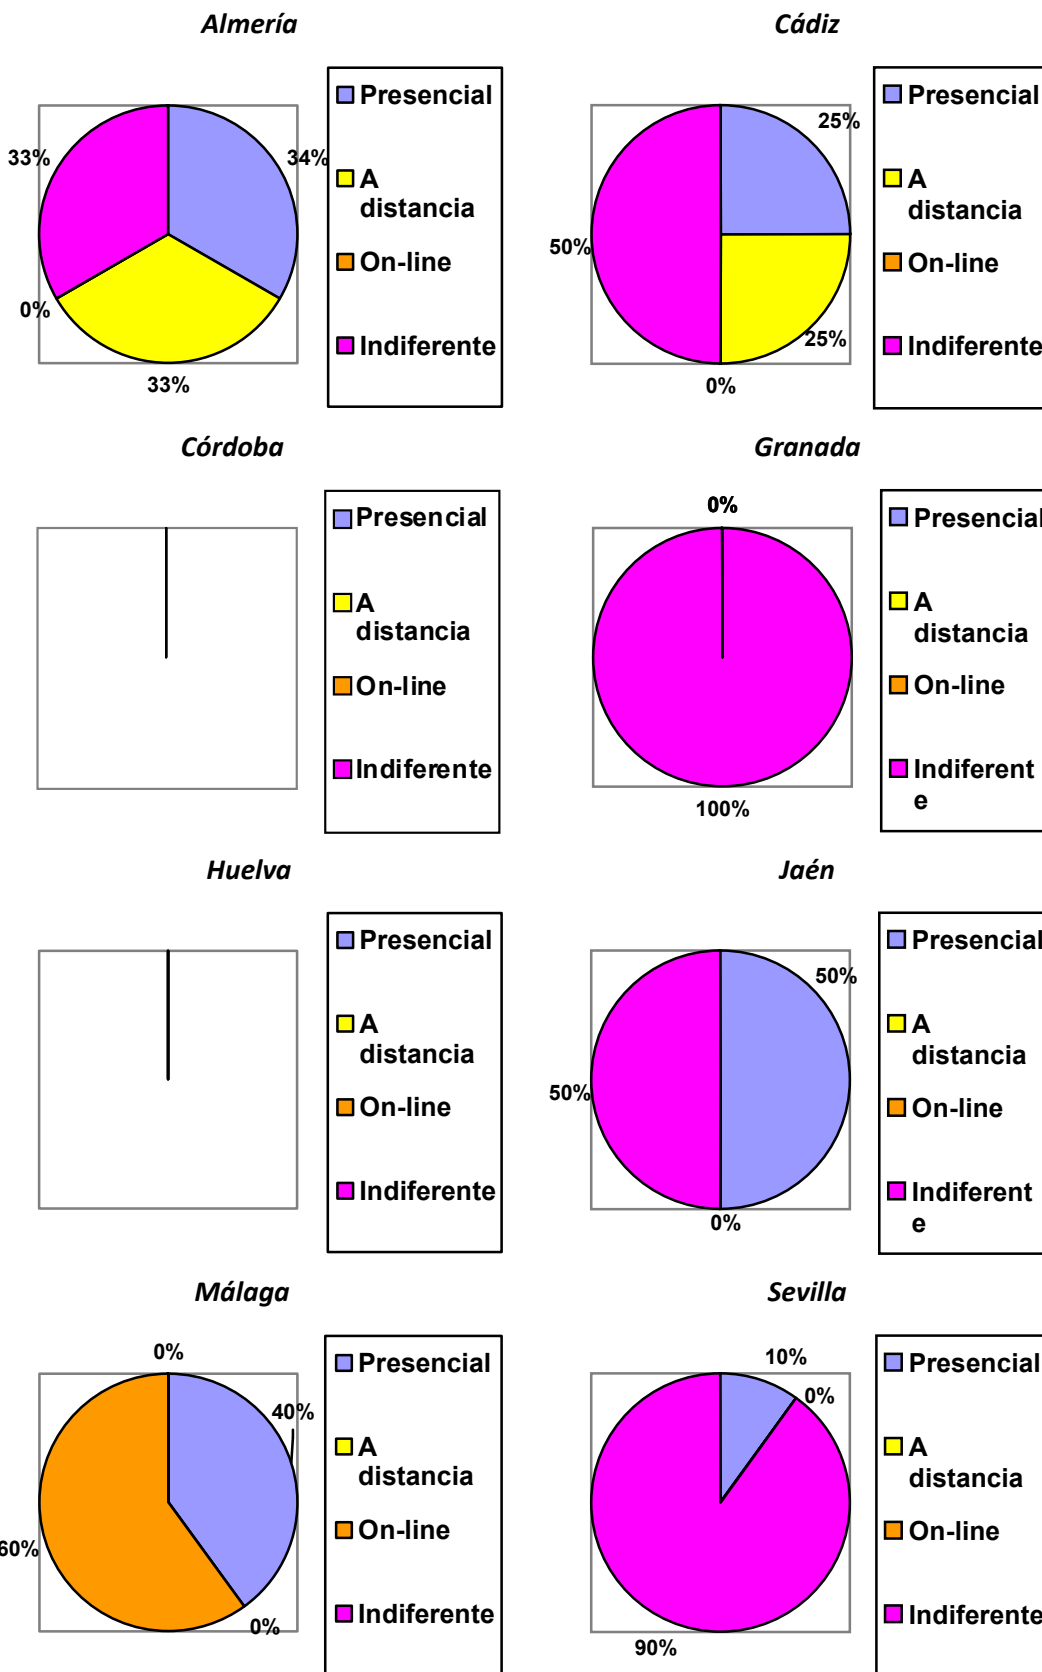 Almería
Presencial
A
distancia
On-line
Indiferente
33%
34%
0%
33%
Cádiz
Presencial
A
distancia
On-line
Indiferente
25%
50%
25%
0%
Córdoba
Presencial
A
distancia
On-line
Indiferente
Granada
0%
Presencial
A
distancia
On-line
Indiferent
e
100%
Huelva
Presencial
A
distancia
On-line
Indiferente
Jaén
Presencial
A
distancia
On-line
Indiferent
e
50%
50%
0%
Málaga
0%
Presencial
A
distancia
On-line
Indiferente
40%
60%
0%
Sevilla
10%
0%
Presencial
A
distancia
On-line
Indiferente
90%